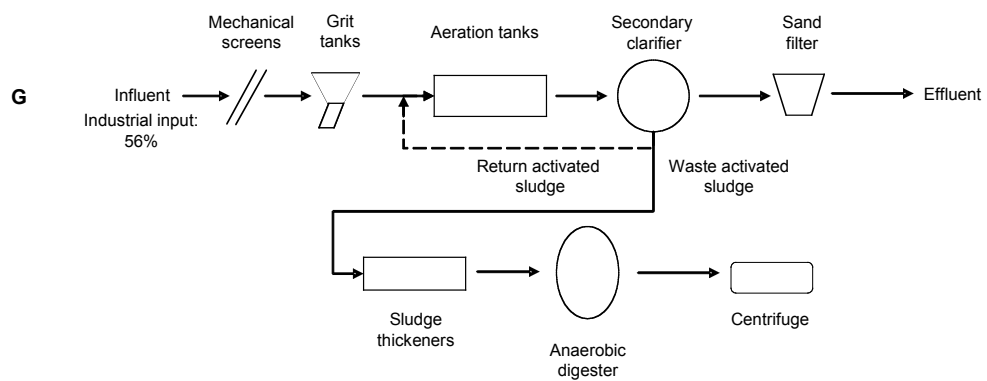 Mechanical
screens
Grit
tanks
Aeration tanks
Secondary
clarifier
Sand
filter
G
Influent
Industrial input:
56%
Effluent
Return activated
sludge
Waste activated
sludge
Sludge
thickeners
Anaerobic
digester
Centrifuge